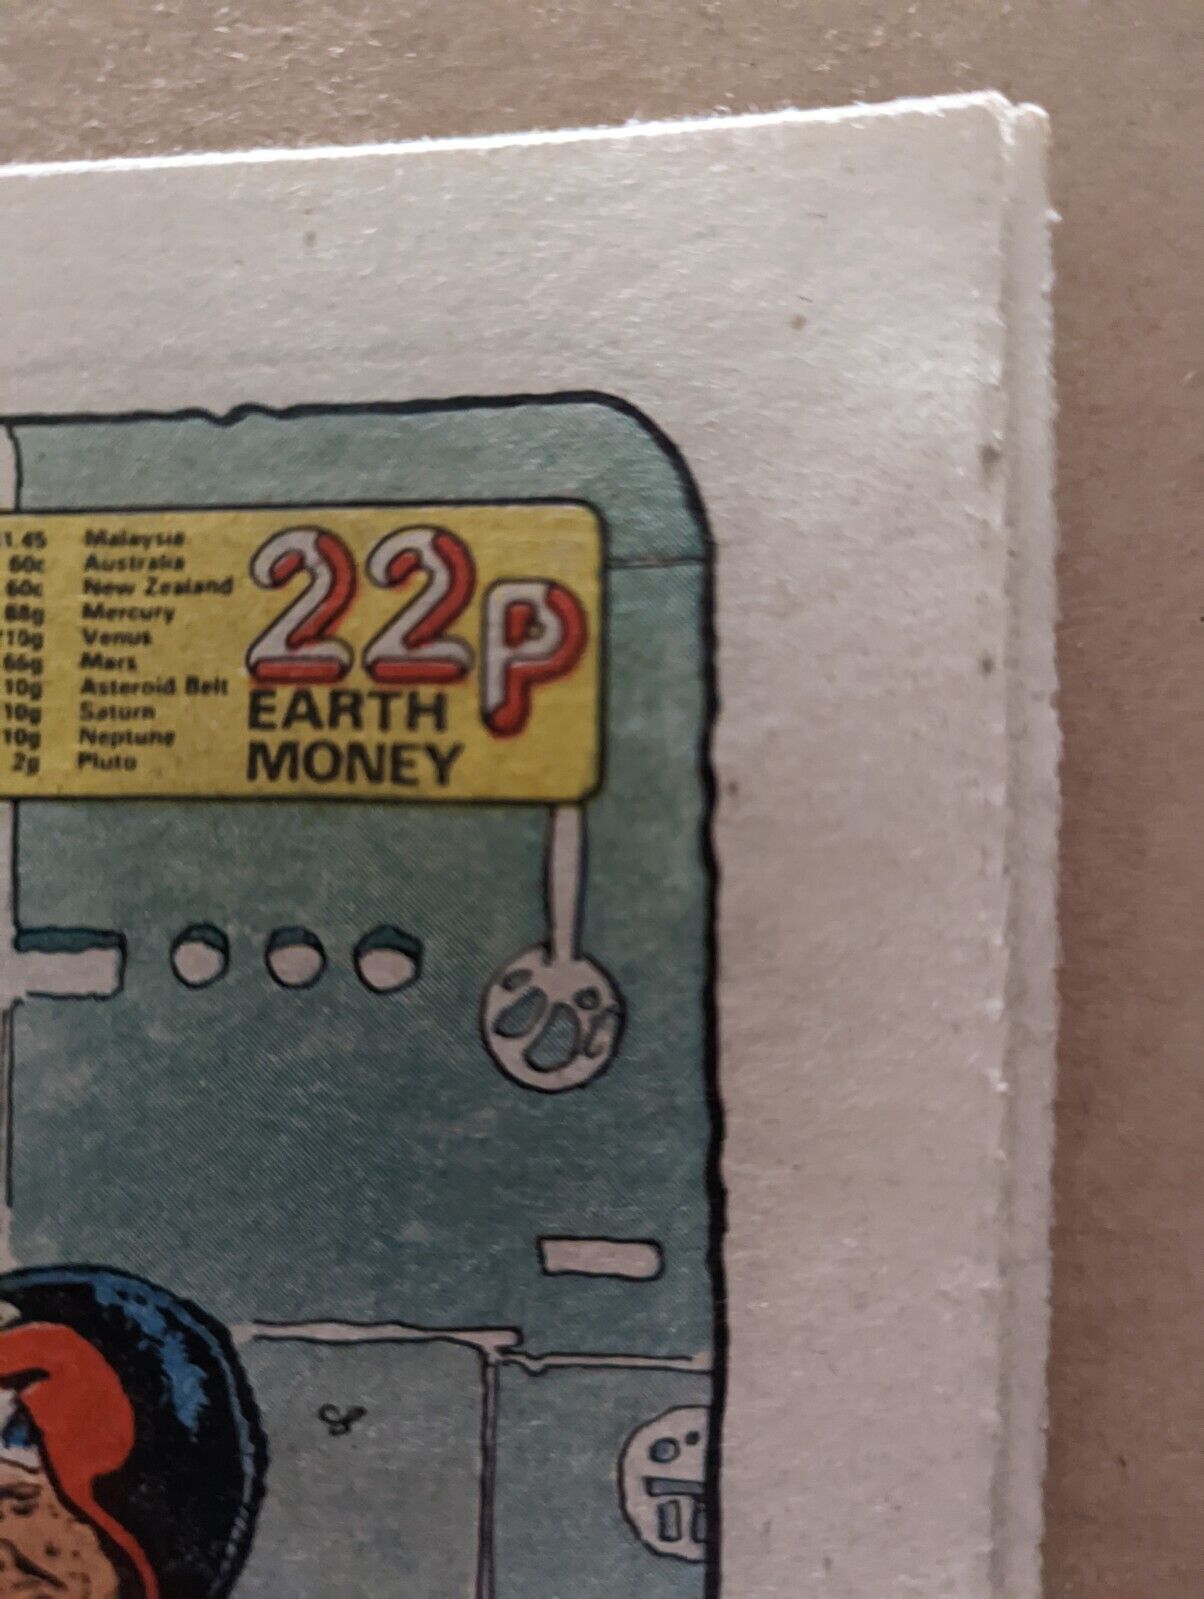 1.45 Malaysia
60c Australia
60c New Zealand
68g Mercury
10g Venus
66g Mars
10g Asteroid Belt
10g Saturn
10g Neptune
2g Pluto
22p
EARTH
MONEY